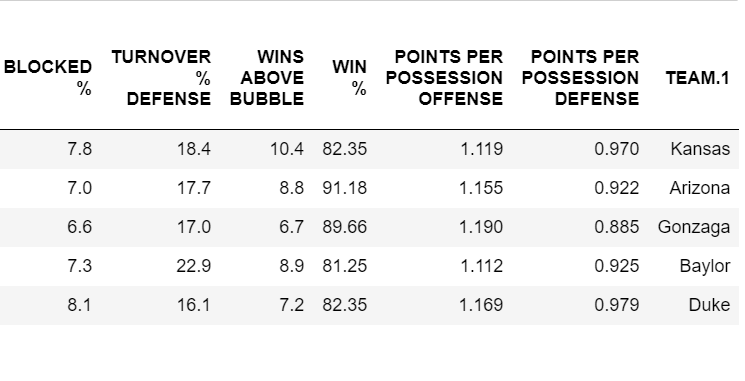 BLOCKED % TURNOVER % DEFENSE WINS ABOVE BUBBLE WIN % POINTS PER POSSESSION OFFENSE POINTS PER POSSESSION DEFENSE TEAM.1
7.8 18.4 10.4 82.35 1.119 0.970 Kansas
7.0 17.7 8.8 91.18 1.155 0.922 Arizona
6.6 17.0 6.7 89.66 1.190 0.885 Gonzaga
7.3 22.9 8.9 81.25 1.112 0.925 Baylor
8.1 16.1 7.2 82.35 1.169 0.979 Duke